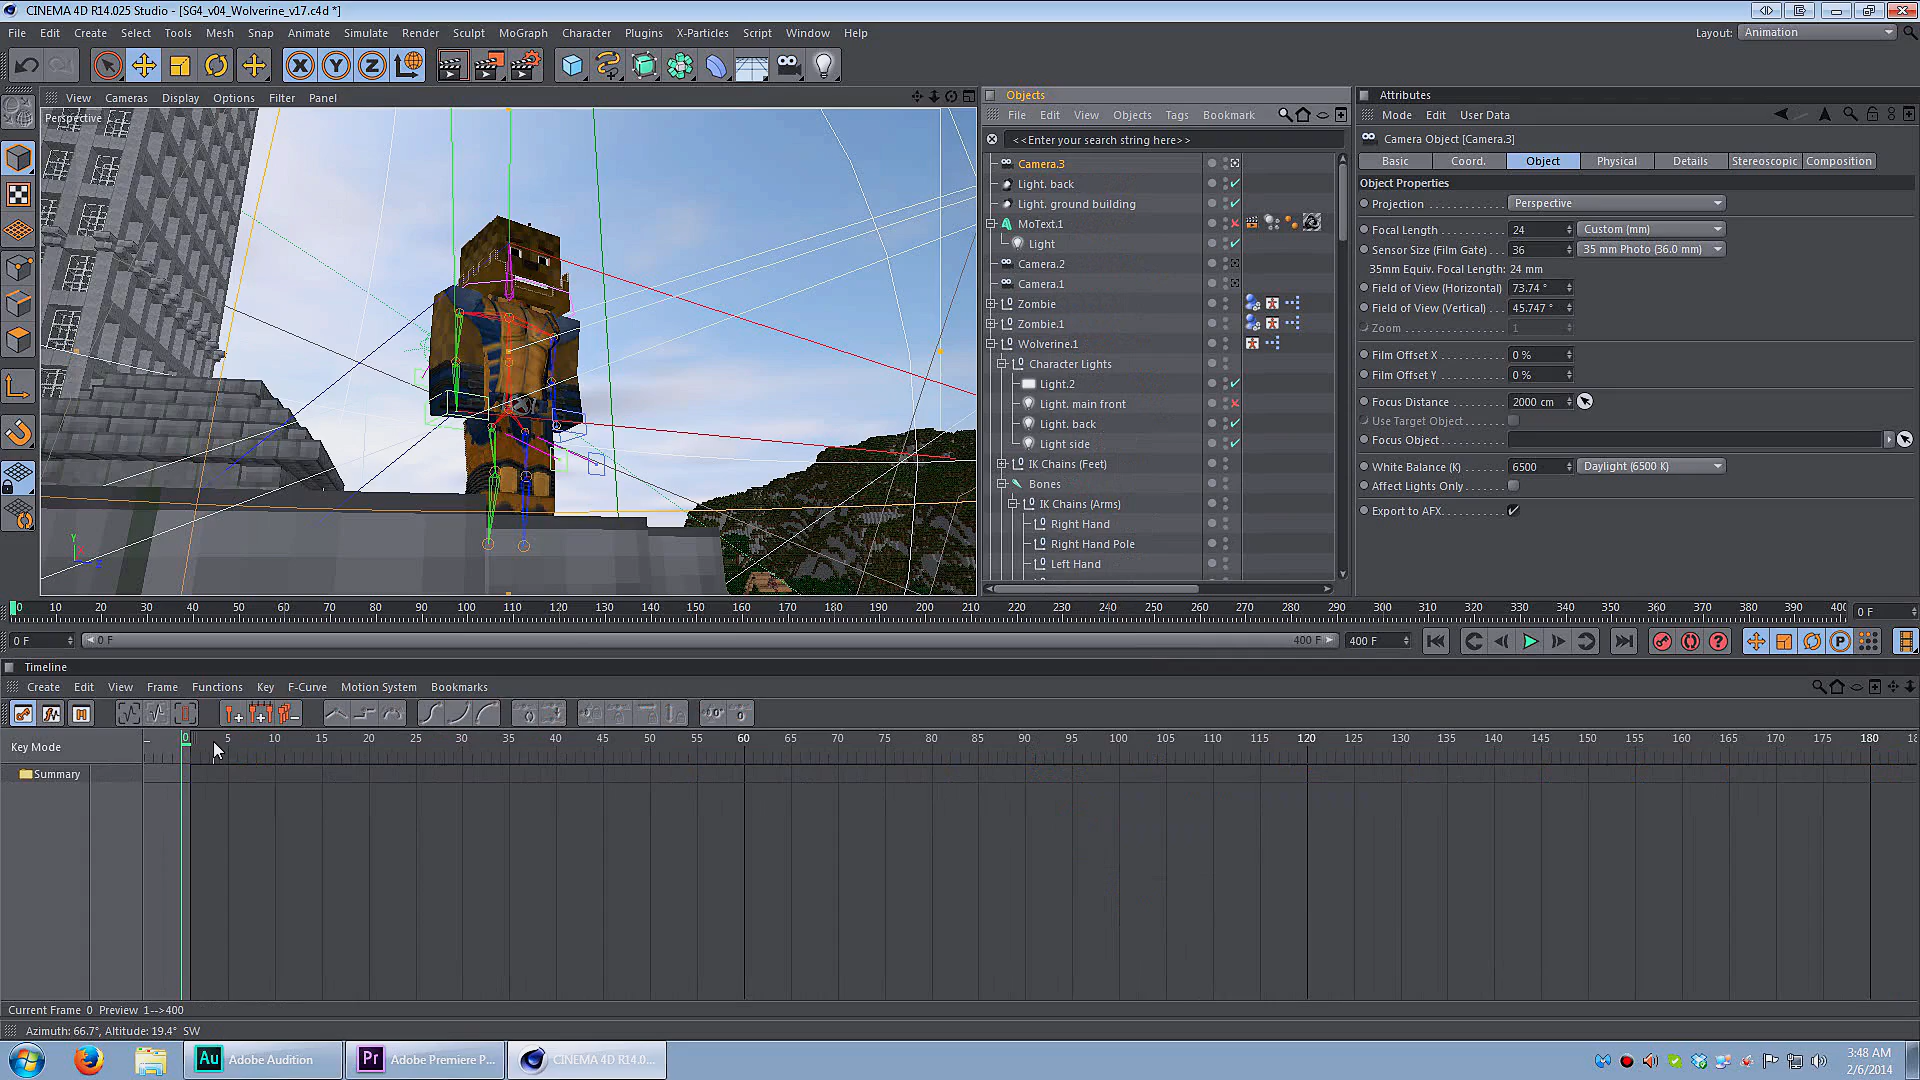 CINEMA 4D R14.025 Studio - [SG4_v04_Wolverine_v17.c4d *]
File Edit Create Select Tools Mesh Snap Animate Simulate Render Sculpt MoGraph Character Plugins X-Particles Script Window Help Layout: Animation
View Cameras Display Options Filter Panel
Perspective
Objects
File Edit View Objects Tags Bookmark
<<Enter your search string here>>
Camera.3
Light. back
Light. ground building
MoText.1
Light
Camera.2
Camera.1
Zombie
Zombie.1
Wolverine.1
Character Lights
Light.2
Light. main front
Light. back
Light side
IK Chains (Feet)
Bones
IK Chains (Arms)
Right Hand
Right Hand Pole
Left Hand
Attributes
Mode Edit User Data
Camera Object [Camera.3]
Basic Coord. Object Physical Details Stereoscopic Composition
Object Properties
Projection Perspective
Focal Length 24 Custom (mm)
Sensor Size (Film Gate) 36 35 mm Photo (36.0 mm)
35mm Equiv. Focal Length: 24 mm
Field of View (Horizontal) 73.74 °
Field of View (Vertical) 45.747 °
Zoom 1
Film Offset X 0 %
Film Offset Y 0 %
Focus Distance 2000 cm
Use Target Object
Focus Object
White Balance (K) 6500 Daylight (6500 K)
Affect Lights Only
Export to AFX
0 10 20 30 40 50 60 70 80 90 100 110 120 130 140 150 160 170 180 190 200 210 220 230 240 250 260 270 280 290 300 310 320 330 340 350 360 370 380 390 400 0 F
0 F 0 F 400 F 400 F
Timeline
Create Edit View Frame Functions Key F-Curve Motion System Bookmarks
Key Mode 0 5 10 15 20 25 30 35 40 45 50 55 60 65 70 75 80 85 90 95 100 105 110 115 120 125 130 135 140 145 150 155 160 165 170 175 180
Summary
Current Frame 0 Preview 1-->400
Azimuth: 66.7°, Altitude: 19.4° SW
Au Adobe Audition Pr Adobe Premiere P... CINEMA 4D R14.0...
3:48 AM
2/6/2014